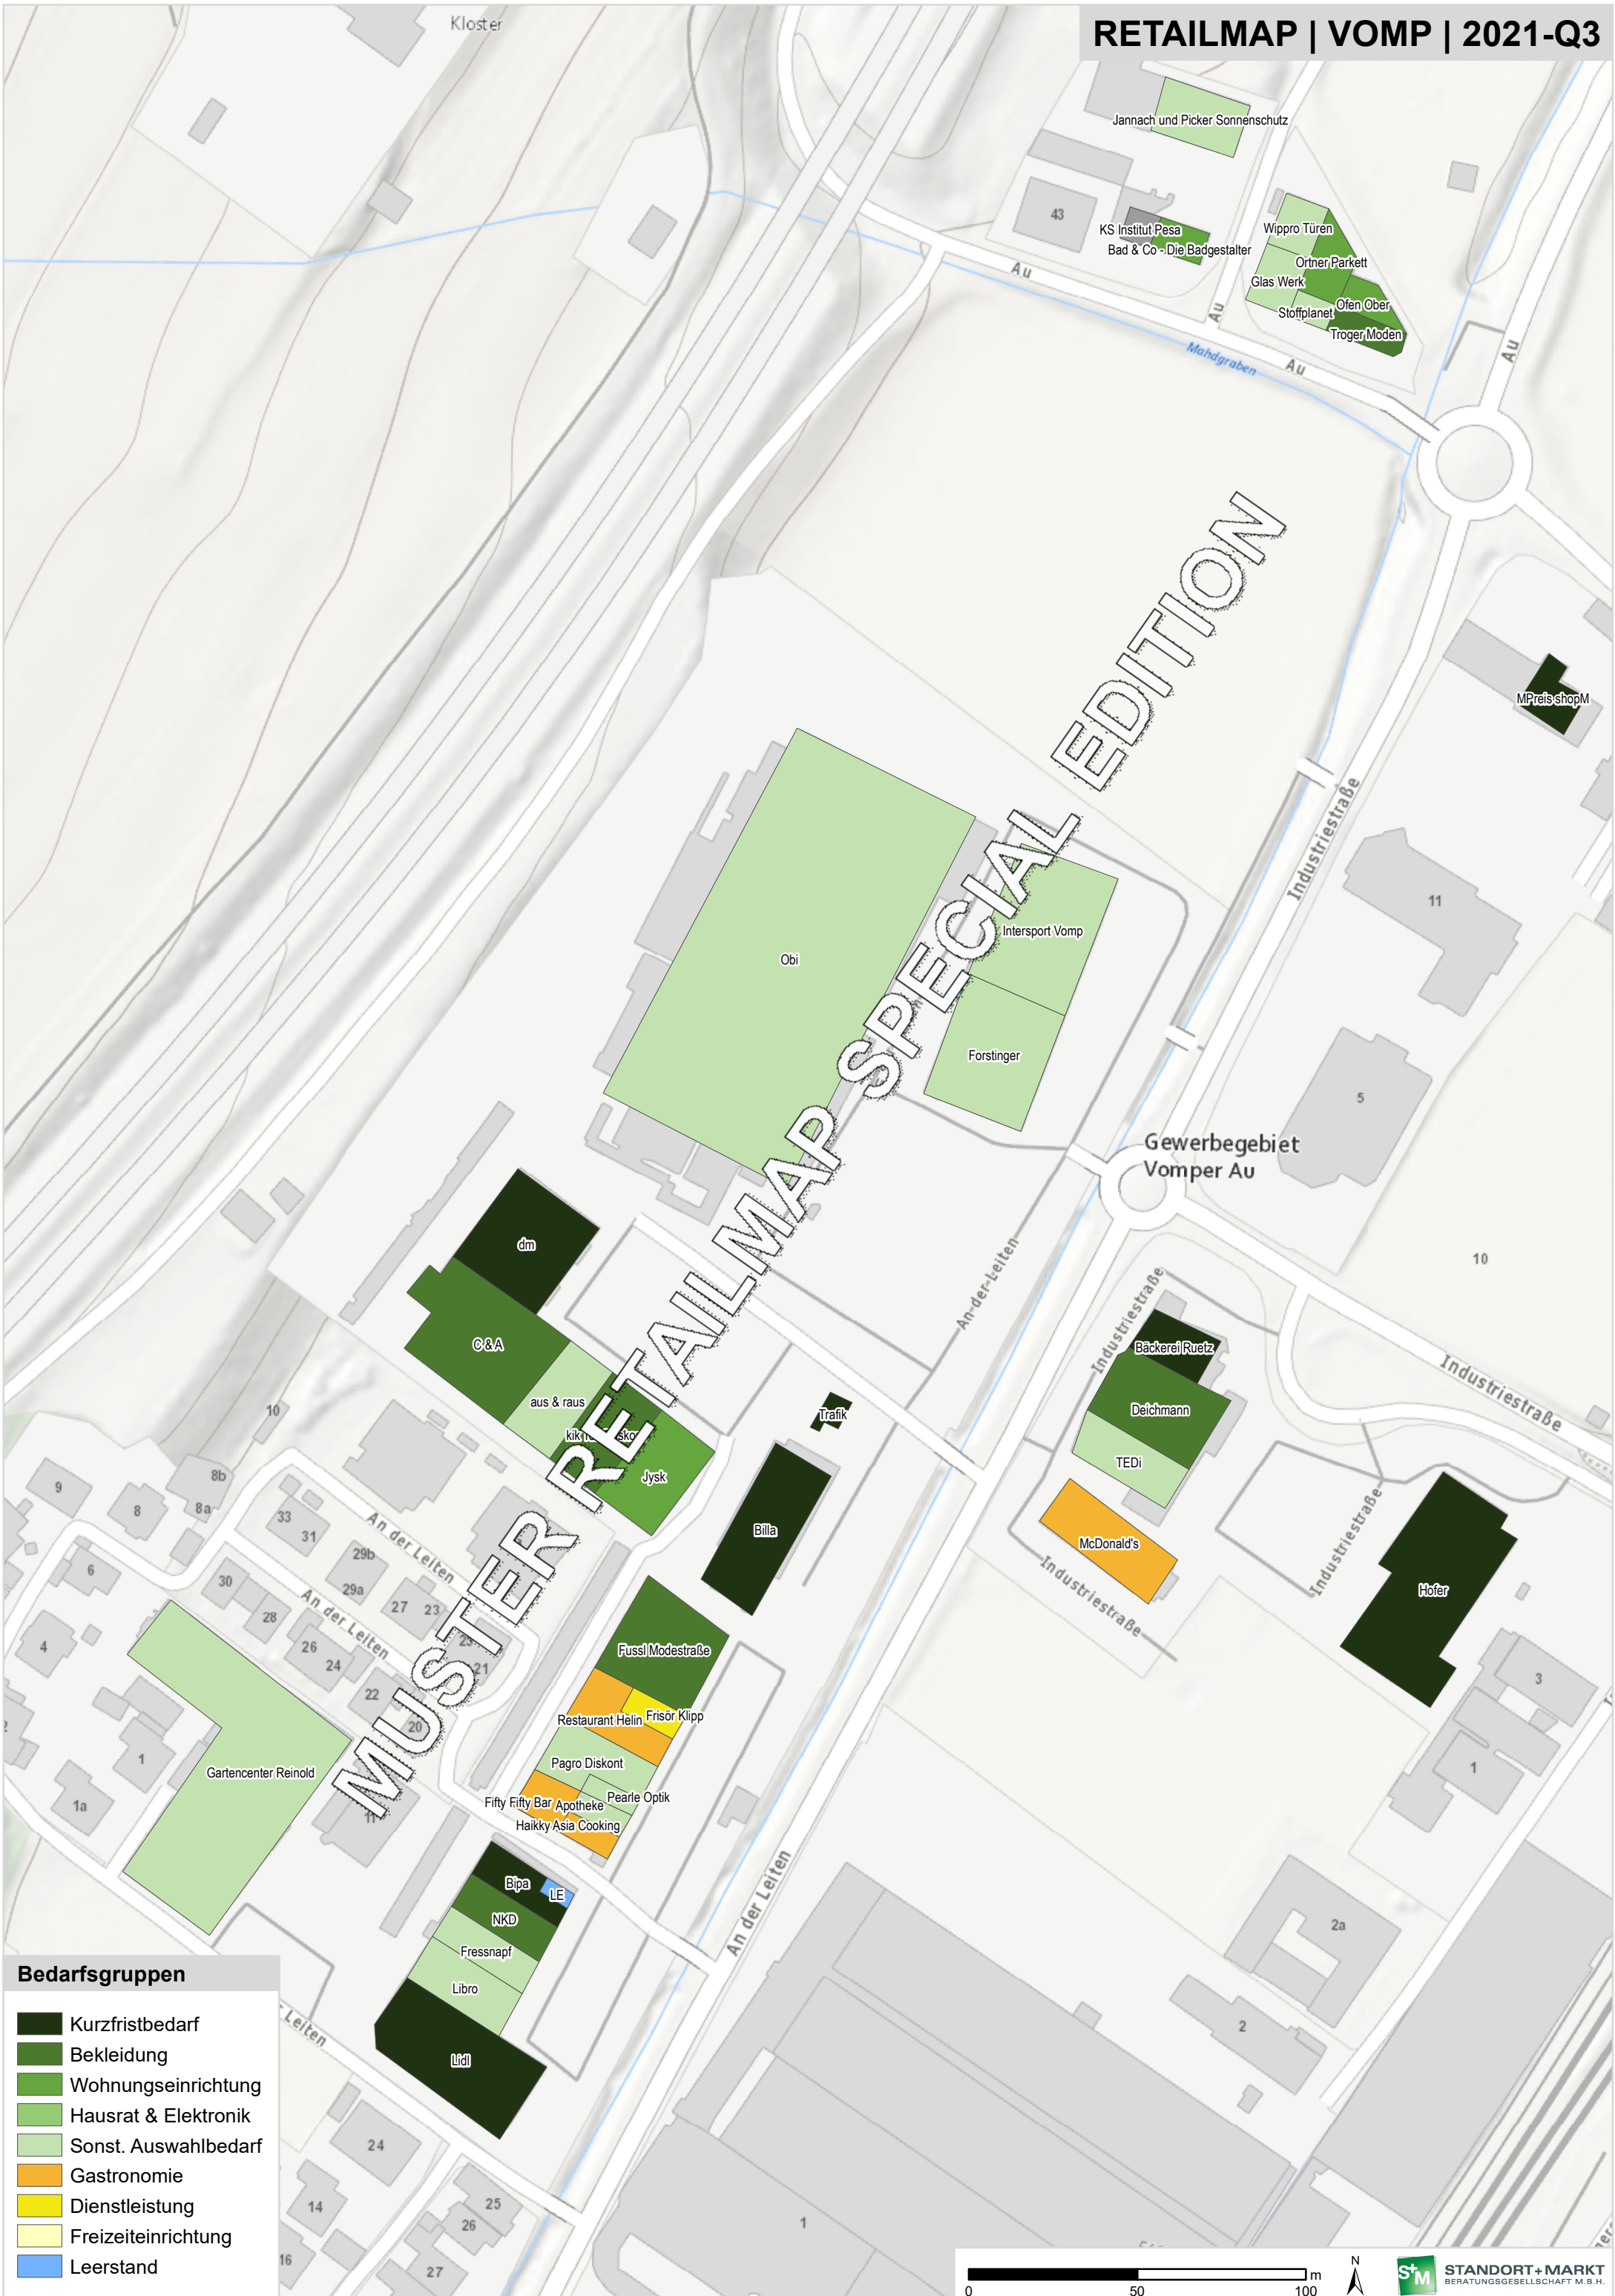 RETAILMAP | VOMP | 2021-Q3
Kloster
Jannach und Picker Sonnenschutz
43
KS Institut Pesa
Bad & Co - Die Badgestalter
Wippro Türen
Ortner Parkett
Glas Werk
Ofen Ober
Stoffplanet
Troger Moden
Au
Au
Au
Au
Mahdgraben
MPreis shopM
Industriestraße
11
Obi
Intersport Vomp
Forstinger
5
Gewerbegebiet
Vomper Au
10
MUSTER RETAILMAP SPECIAL EDITION
dm
C & A
aus & raus
kik
Jysk
An-der-Leiten
Industriestraße
Bäckerei Ruetz
Deichmann
TEDi
McDonald's
Industriestraße
Industriestraße
Industriestraße
Hofer
Trafik
Billa
10
9
8
8b
8a
6
4
33
31
An der Leiten
29b
29a
30
28
27
23
An der Leiten
26
24
22
20
23
21
1
1a
2
11
Gartencenter Reinold
Fussl Modestraße
Restaurant Helin
Frisör Klipp
Pagro Diskont
Pearle Optik
Fifty Fifty Bar
Apotheke
Haikky Asia Cooking
Bipa
LE
NKD
Fressnapf
Libro
Lidl
An der Leiten
3
1
2a
2
1
Leiten
24
14
16
25
26
27
Bedarfsgruppen
Kurzfristbedarf
Bekleidung
Wohnungseinrichtung
Hausrat & Elektronik
Sonst. Auswahlbedarf
Gastronomie
Dienstleistung
Freizeiteinrichtung
Leerstand
m
0 50 100
N
S+M
STANDORT+MARKT
BERATUNGSGESELLSCHAFT M.B.H.